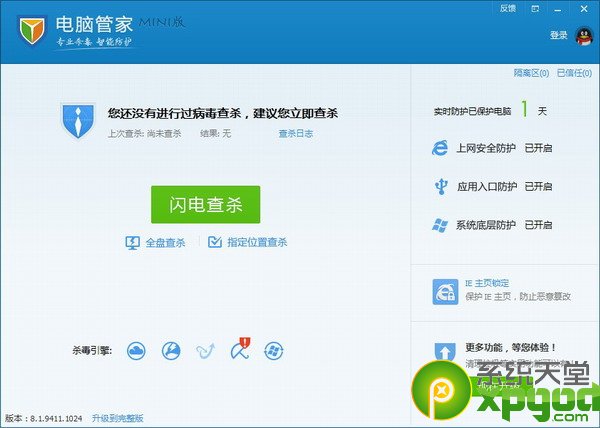 反馈
电脑管家 MINI版
专业杀毒 智能防护
登录
隔离区(0) 已信任(0)
您还没有进行过病毒查杀，建议您立即查杀
上次查杀: 尚未查杀 结果: 无 查杀日志
实时防护已保护电脑 1 天
上网安全防护 已开启
应用入口防护 已开启
系统底层防护 已开启
闪电查杀
全盘查杀 指定位置查杀
IE 主页锁定
保护 IE 主页，防止恶意篡改
杀毒引擎:
更多功能，等您体验！
系统天堂
xpgod
版本: 8.1.9411.1024 升级到完整版